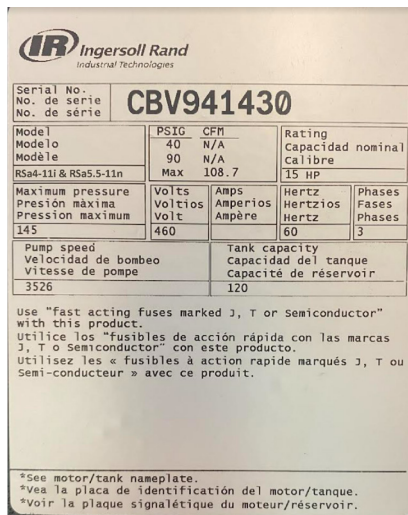 IR Ingersoll Rand
Industrial Technologies
Serial No.
No. de serie
No. de série
CBV941430
Model
Modelo
Modèle
RSa4-11i & RSa5.5-11n
PSIG CFM
40 N/A
90 N/A
Max 108.7
Rating
Capacidad nominal
Calibre
15 HP
Maximum pressure
Presión màxima
Pression maximum
145
Volts
Voltios
Volt
460
Amps
Amperios
Ampère
Hertz
Hertzios
Hertz
60
Phases
Fases
Phases
3
Pump speed
Velocidad de bombeo
Vitesse de pompe
3526
Tank capacity
Capacidad del tanque
Capacité de réservoir
120
Use "fast acting fuses marked J, T or Semiconductor"
with this product.
Utilice los "fusibles de acción rápida con las marcas
J, T o Semiconductor" con este producto.
Utilisez les « fusibles à action rapide marqués J, T ou
Semi-conducteur » avec ce produit.
*See motor/tank nameplate.
*Vea la placa de identificación del motor/tanque.
*Voir la plaque signalétique du moteur/réservoir.